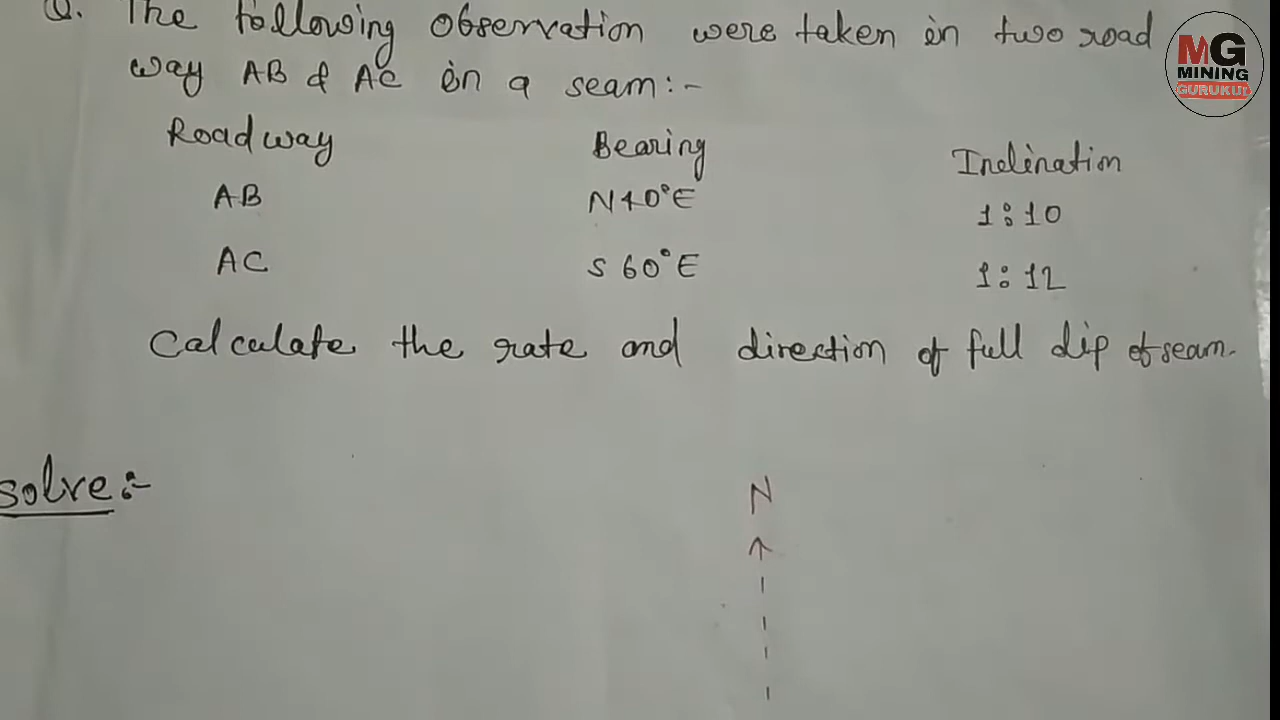 Q. The following observation were taken in two road
way AB & AC in a seam:-
Roadway Bearing Inclination
AB N40°E 1:10
AC S 60°E 1:12
Calculate the rate and direction of full dip of seam.
solve:-
N
MG
MINING
GURUKUL